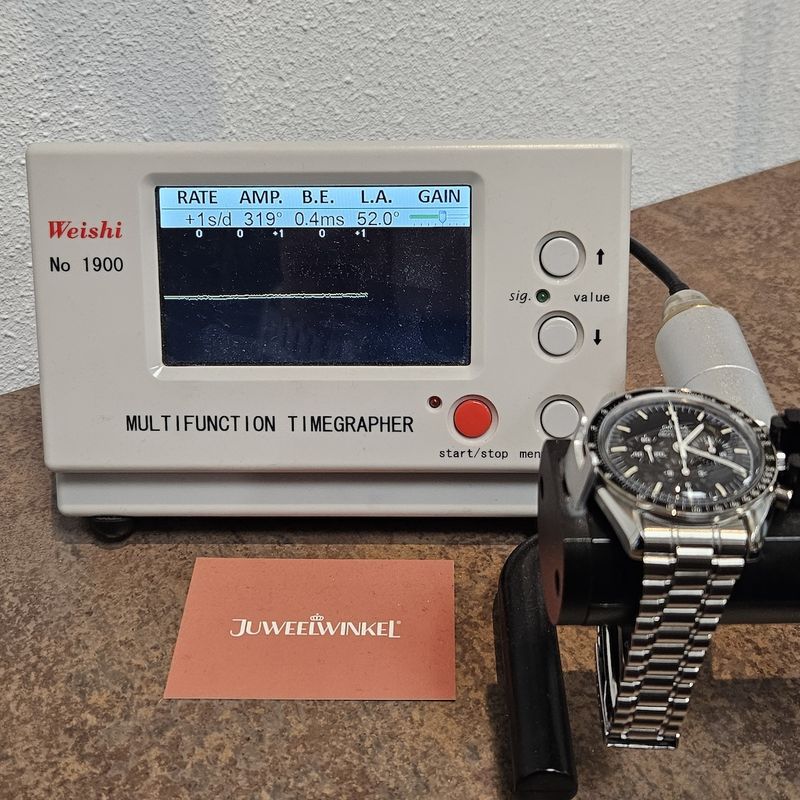 RATE AMP. B.E. L.A. GAIN
+1s/d 319° 0.4ms 52.0°
0 0 +1 0 +1
Weishi
No 1900
sig. value
MULTIFUNCTION TIMEGRAPHER
start/stop
JUWEELWINKEL